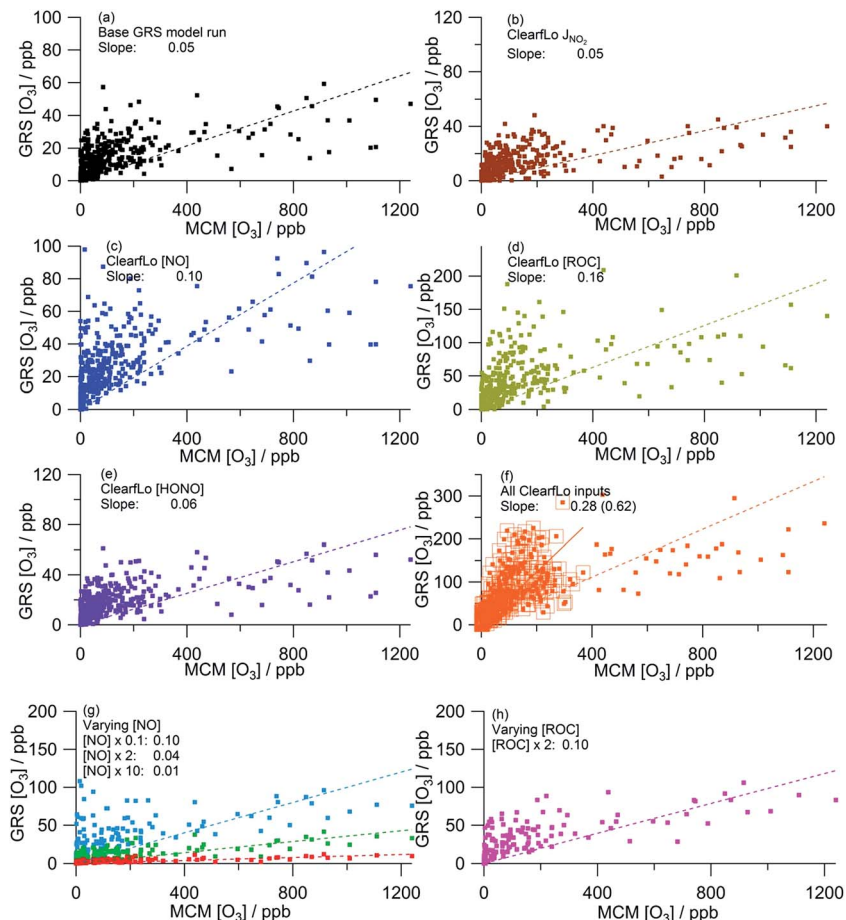 (a)
Base GRS model run
Slope: 0.05
GRS [O₃] / ppb
100
80
60
40
20
0
0 400 800 1200
MCM [O₃] / ppb
(b)
ClearfLo J_NO₂
Slope: 0.05
GRS [O₃] / ppb
120
80
40
0
0 400 800 1200
MCM [O₃] / ppb
(c)
ClearfLo [NO]
Slope: 0.10
GRS [O₃] / ppb
100
80
60
40
20
0
0 400 800 1200
MCM [O₃] / ppb
(d)
ClearfLo [ROC]
Slope: 0.16
GRS [O₃] / ppb
200
150
100
50
0
0 400 800 1200
MCM [O₃] / ppb
(e)
ClearfLo [HONO]
Slope: 0.06
GRS [O₃] / ppb
120
80
40
0
0 400 800 1200
MCM [O₃] / ppb
(f)
All ClearfLo inputs
Slope: 0.28 (0.62)
GRS [O₃] / ppb
300
200
100
0
0 400 800 1200
MCM [O₃] / ppb
(g)
Varying [NO]
[NO] x 0.1: 0.10
[NO] x 2: 0.04
[NO] x 10: 0.01
GRS [O₃] / ppb
200
150
100
50
0
0 400 800 1200
MCM [O₃] / ppb
(h)
Varying [ROC]
[ROC] x 2: 0.10
GRS [O₃] / ppb
200
150
100
50
0
0 400 800 1200
MCM [O₃] / ppb